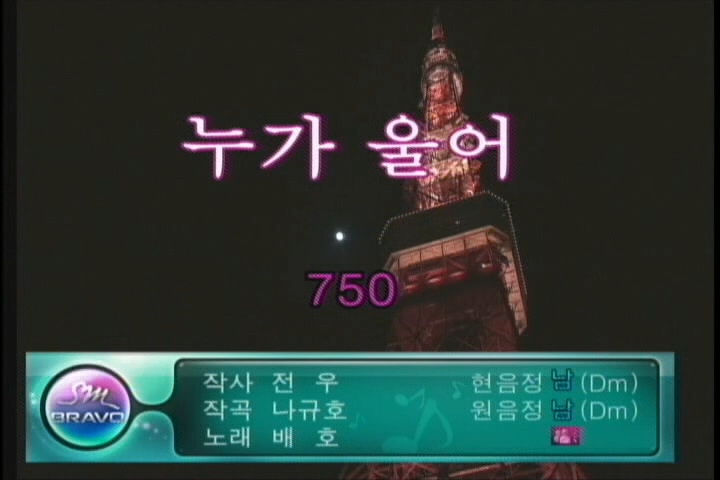 누가 울어
750
작사 전 우 현음정 남 (Dm)
작곡 나규호 원음정 남 (Dm)
노래 배 호
SM
BRAVO